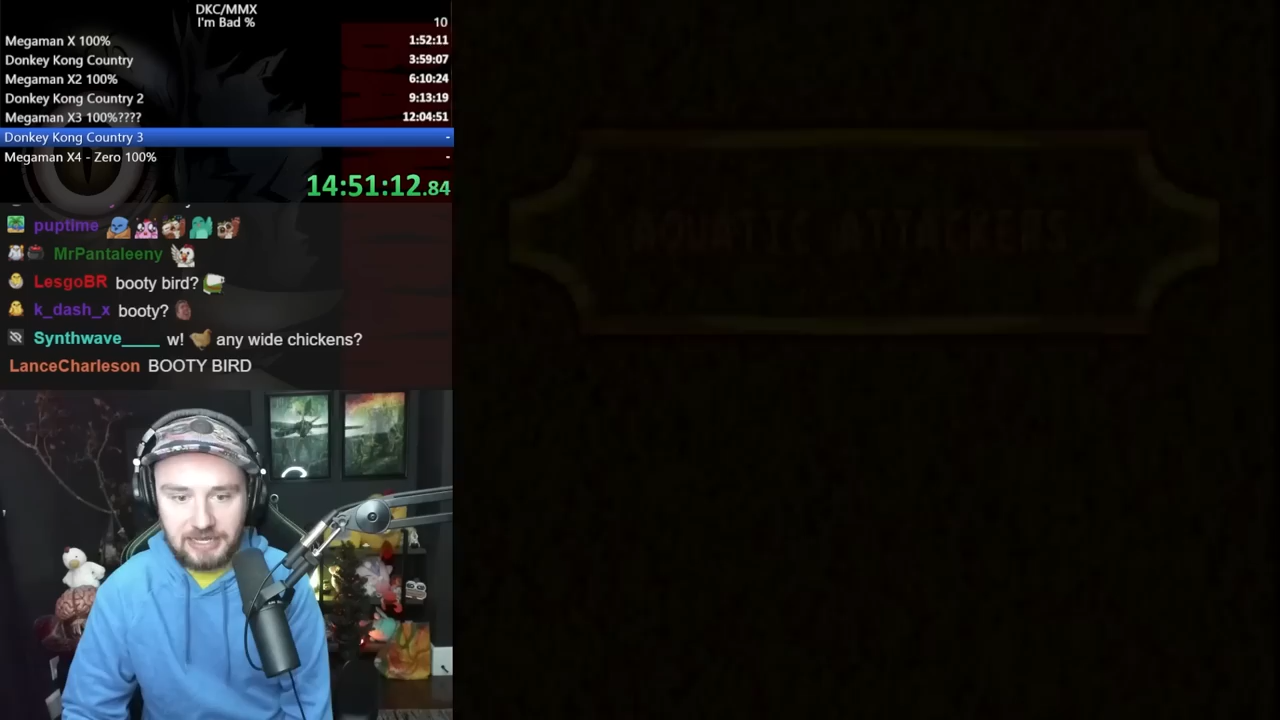 DKC/MMX
I'm Bad % 10
Megaman X 100% 1:52:11
Donkey Kong Country 3:59:07
Megaman X2 100% 6:10:24
Donkey Kong Country 2 9:13:19
Megaman X3 100%???? 12:04:51
Donkey Kong Country 3 -
Megaman X4 - Zero 100% -
14:51:12.84
puptime
MrPantaleeny
LesgoBR booty bird?
k_dash_x booty?
Synthwave____ w! any wide chickens?
LanceCharleson BOOTY BIRD
AQUATIC ATTACKERS